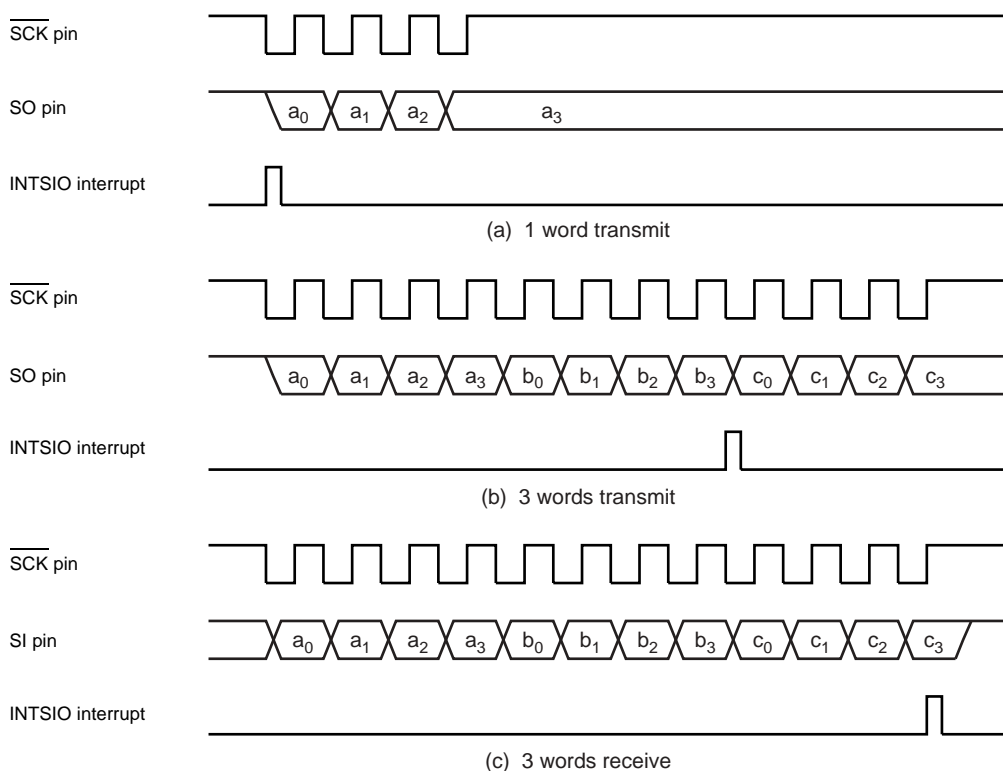 SCK pin
SO pin
a0 a1 a2 a3
INTSIO interrupt
(a) 1 word transmit
SCK pin
SO pin
a0 a1 a2 a3 b0 b1 b2 b3 c0 c1 c2 c3
INTSIO interrupt
(b) 3 words transmit
SCK pin
SI pin
a0 a1 a2 a3 b0 b1 b2 b3 c0 c1 c2 c3
INTSIO interrupt
(c) 3 words receive